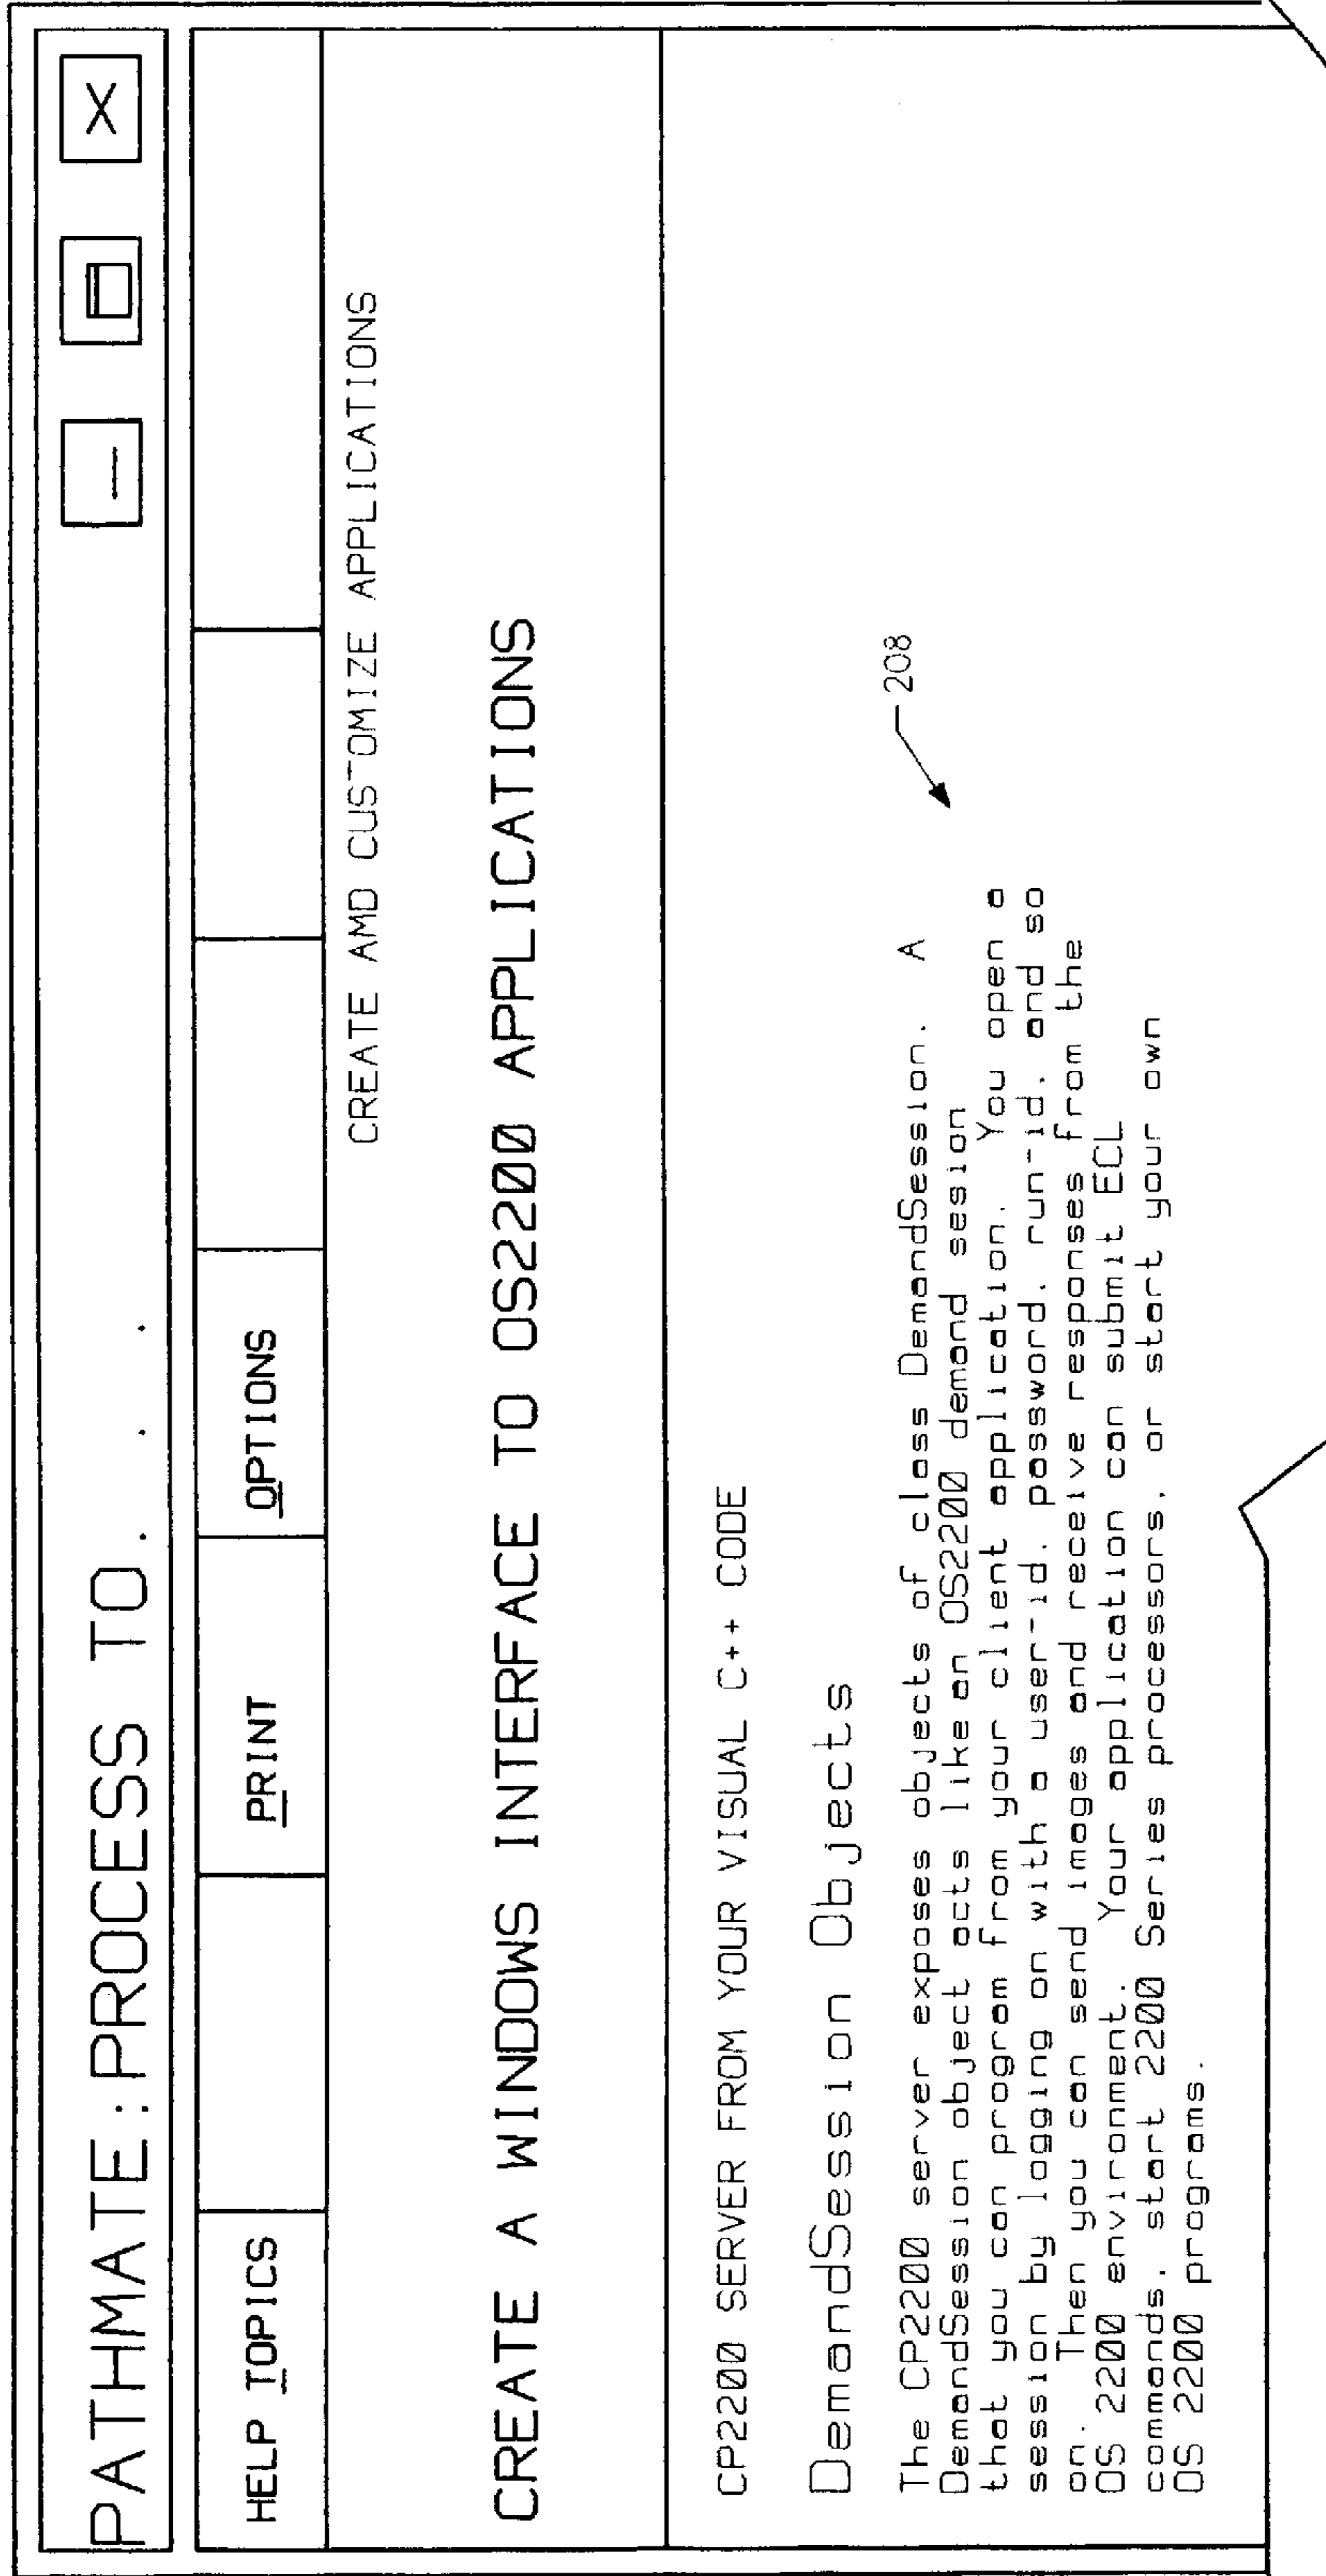 PATHMATE:PROCESS TO. . .
— X
HELP TOPICS PRINT OPTIONS
CREATE AMD CUSTOMIZE APPLICATIONS
CREATE A WINDOWS INTERFACE TO OS2200 APPLICATIONS
CP2200 SERVER FROM YOUR VISUAL C++ CODE
DemandSession Objects
208
The CP2200 server exposes objects of class DemandSession. A
DemandSession object acts like an OS2200 demand session
that you can program from your client application. You open a
session by logging on with a user-id, password, run-id, and so
on. Then you can send images and receive responses from the
OS 2200 environment. Your application can submit ECL
commands, start 2200 Series processors, or start your own
OS 2200 programs.